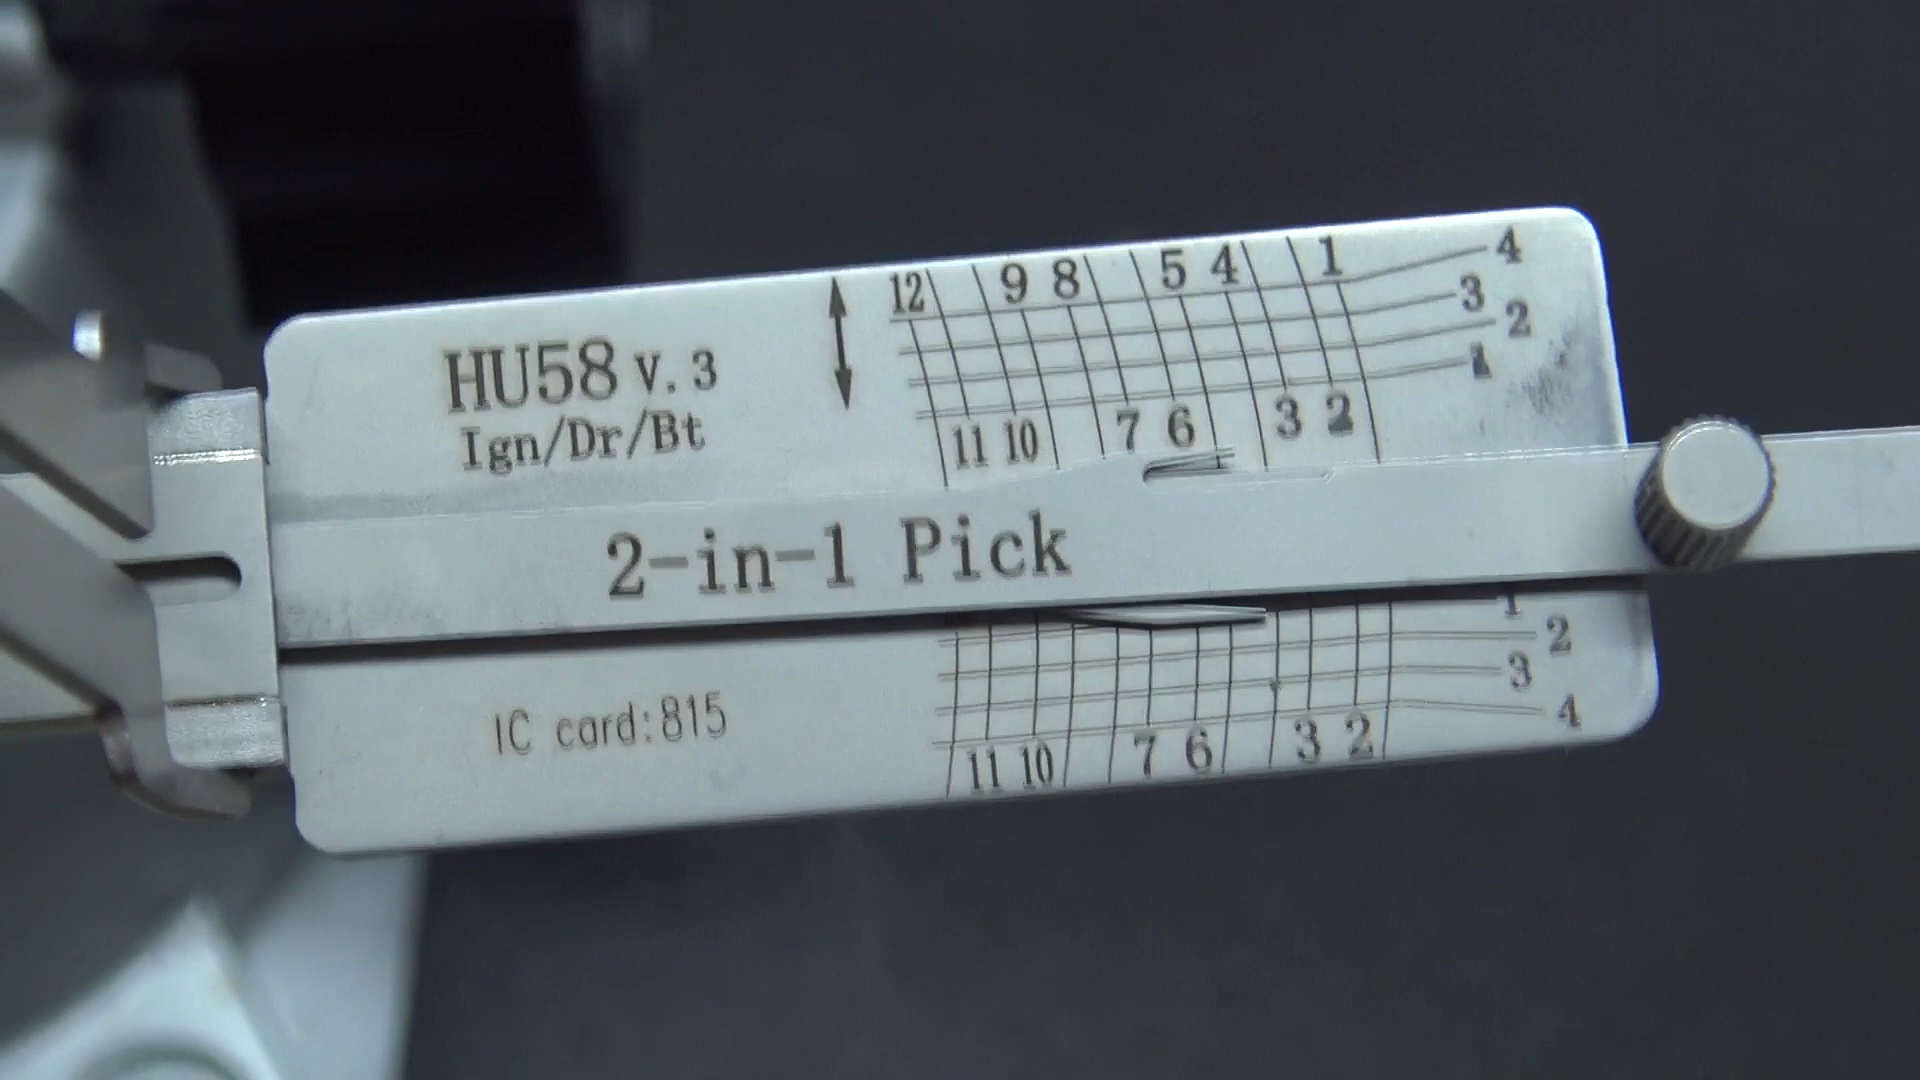 12 9 8 5 4 1 4
3
2
1
HU58 v.3
Ign/Dr/Bt
11 10 7 6 3 2
2-in-1 Pick
1
2
3
4
IC card:815
11 10 7 6 3 2